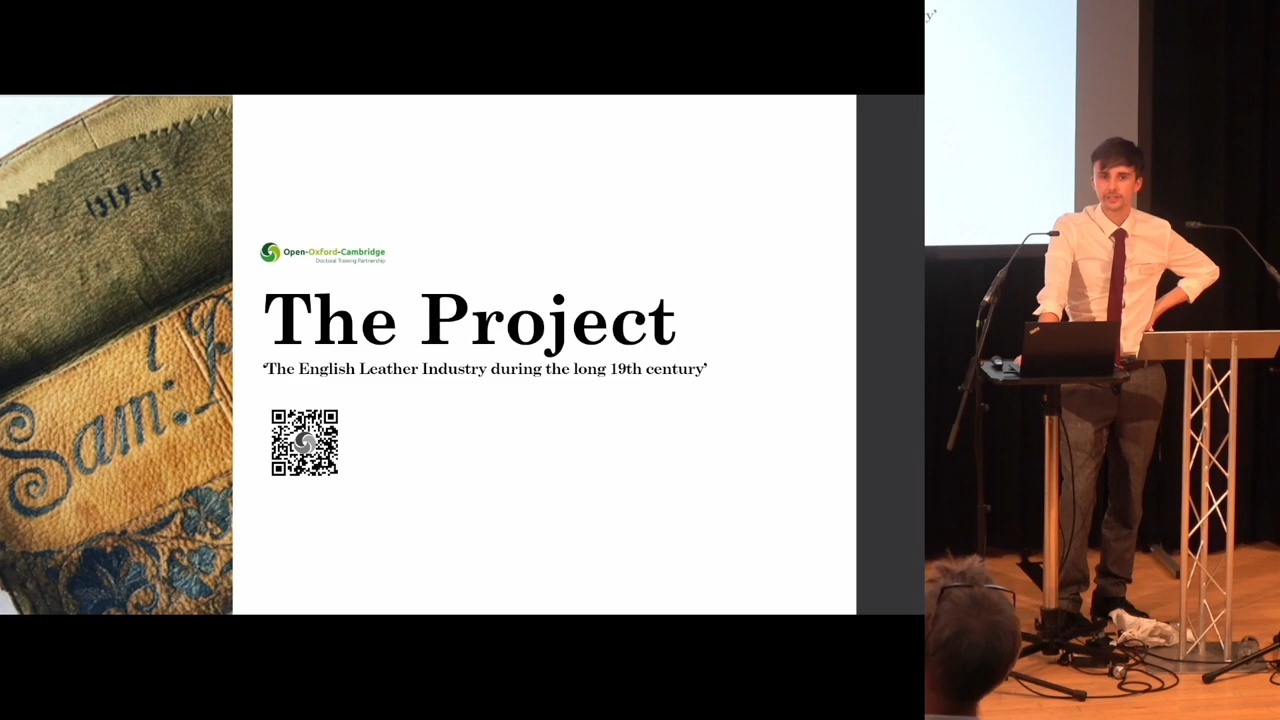 1319-65
Sam:
Open-Oxford-Cambridge
Doctoral Training Partnership
The Project
‘The English Leather Industry during the long 19th century’
y’